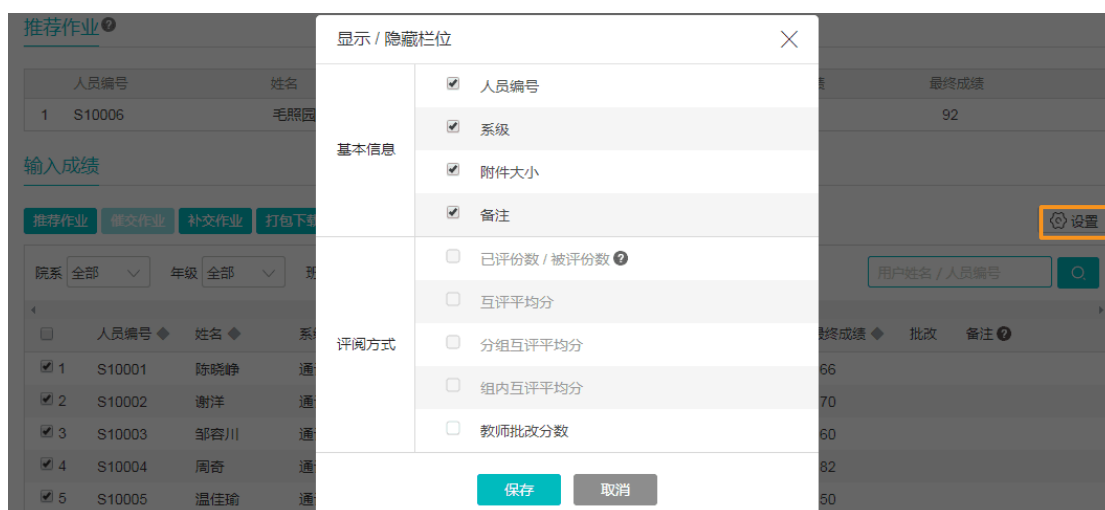 推荐作业?
人员编号 姓名 最终成绩
1 S10006 毛照园 92
输入成绩
推荐作业 催交作业 补交作业 打包下载 设置
院系 全部 年级 全部 用户姓名 / 人员编号
人员编号 姓名 最终成绩 批改 备注?
1 S10001 陈晓峥 66
2 S10002 谢洋 70
3 S10003 邹容川 60
4 S10004 周奇 82
5 S10005 温佳瑜 50
显示 / 隐藏栏位
基本信息
人员编号
系级
附件大小
备注
评阅方式
已评份数 / 被评份数?
互评平均分
分组互评平均分
组内互评平均分
教师批改分数
保存 取消